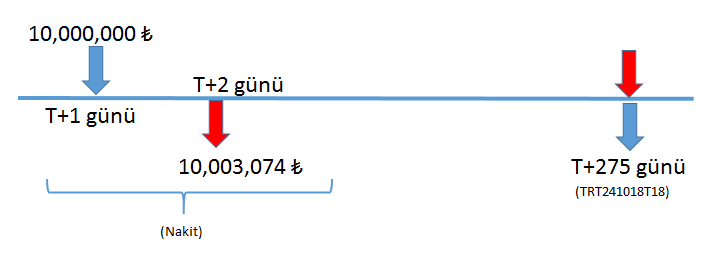 10,000,000 ₺
T+2 günü
T+1 günü
10,003,074 ₺
T+275 günü
(TRT241018T18)
(Nakit)